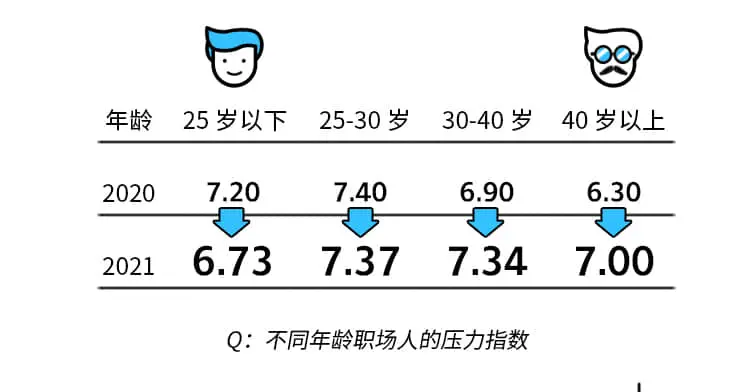 年龄 25 岁以下 25-30 岁 30-40 岁 40 岁以上
2020 7.20 7.40 6.90 6.30
2021 6.73 7.37 7.34 7.00
Q：不同年龄职场人的压力指数